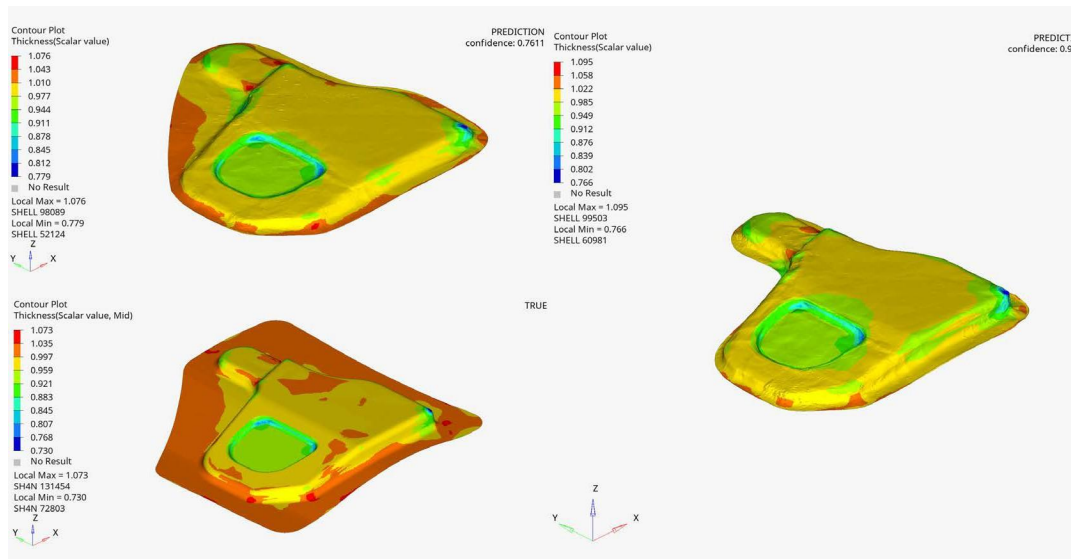 Contour Plot
Thickness(Scalar value)
1.076
1.043
1.010
0.977
0.944
0.911
0.878
0.845
0.812
0.779
No Result
Local Max = 1.076
SHELL 98089
Local Min = 0.779
SHELL 52124
Z
Y
X
PREDICTION
confidence: 0.7611
Contour Plot
Thickness(Scalar value)
1.095
1.058
1.022
0.985
0.949
0.912
0.876
0.839
0.802
0.766
No Result
Local Max = 1.095
SHELL 99503
Local Min = 0.766
SHELL 60981
PREDICTI
confidence: 0.9
Contour Plot
Thickness(Scalar value, Mid)
1.073
1.035
0.997
0.959
0.921
0.883
0.845
0.807
0.768
0.730
No Result
Local Max = 1.073
SH4N 131454
Local Min = 0.730
SH4N 72803
Z
Y
X
TRUE
Z
Y
X